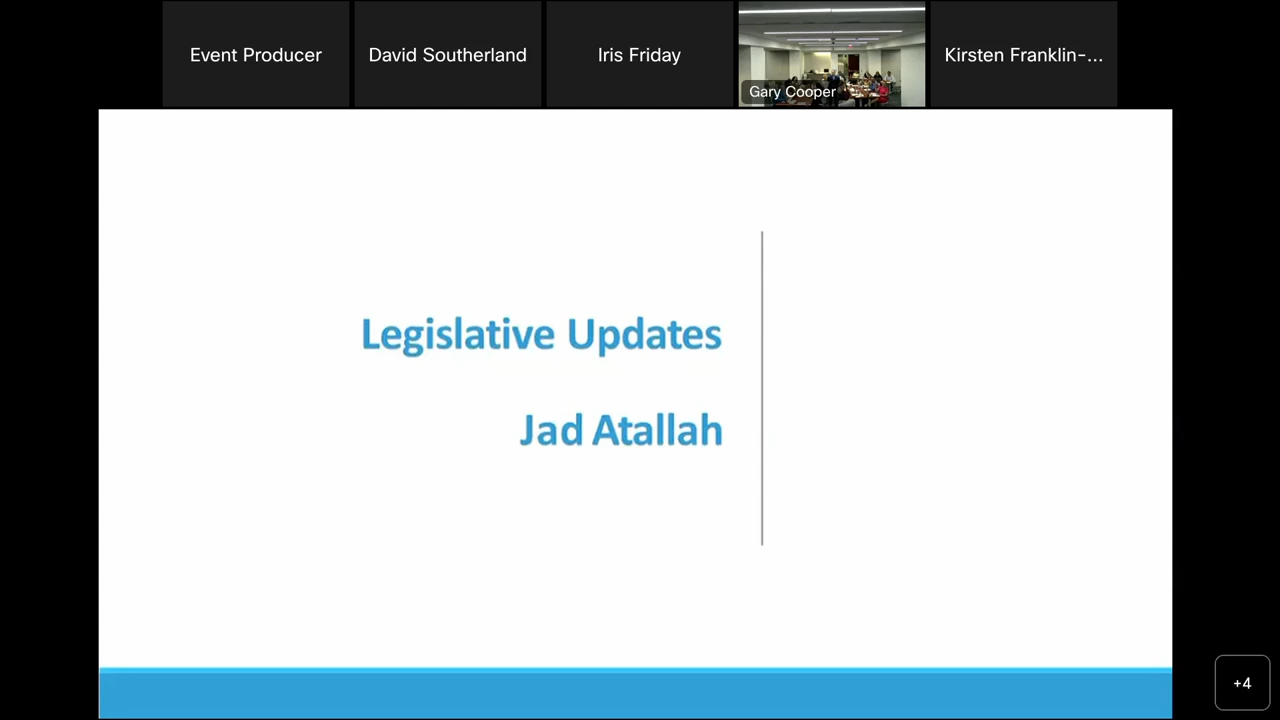 Event Producer
David Southerland
Iris Friday
Gary Cooper
Kirsten Franklin-...
Legislative Updates
Jad Atallah
+4